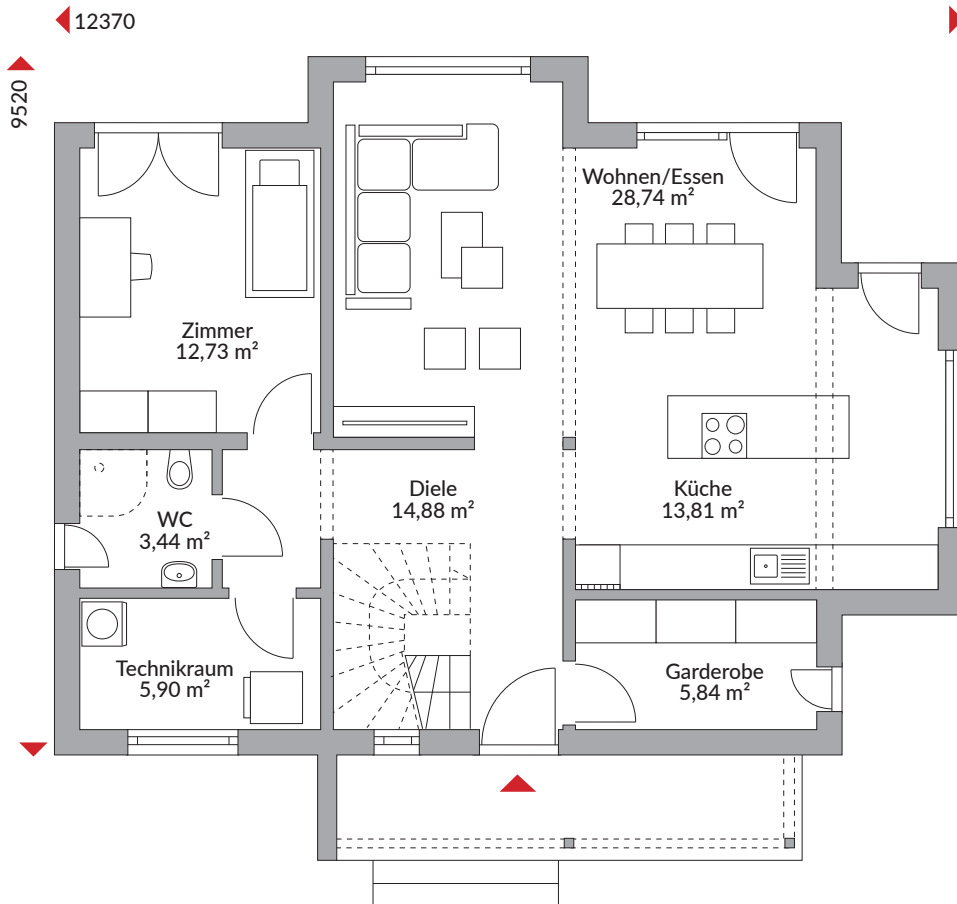 12370
9520
Wohnen/Essen
28,74 m²
Zimmer
12,73 m²
Diele
14,88 m²
Küche
13,81 m²
WC
3,44 m²
Technikraum
5,90 m²
Garderobe
5,84 m²